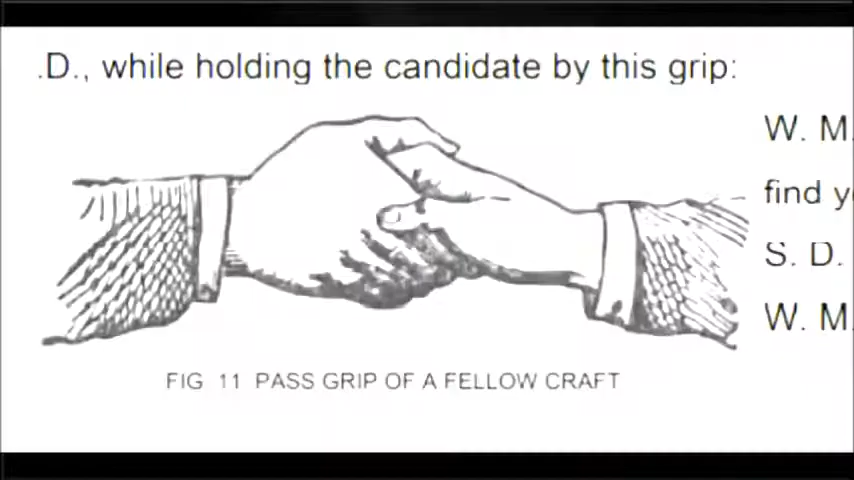 .D., while holding the candidate by this grip:
W. M.
find y
S. D.
W. M
FIG 11 PASS GRIP OF A FELLOW CRAFT